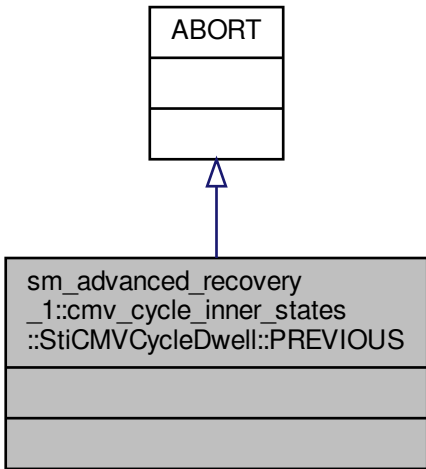 ABORT
sm_advanced_recovery
_1::cmv_cycle_inner_states
::StiCMVCycleDwell::PREVIOUS